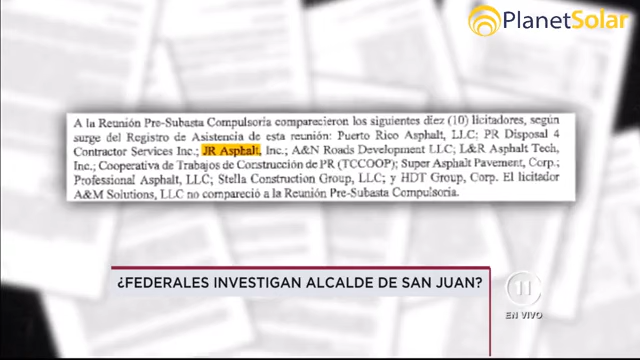 PlanetSolar
A la Reunión Pre-Subasta Compulsoria comparecieron los siguientes diez (10) licitadores, según
surge del Registro de Asistencia de esta reunión: Puerto Rico Asphalt, LLC; PR Disposal 4
Contractor Services Inc.; JR Asphalt, Inc.; A&N Roads Development LLC; L&R Asphalt Tech,
Inc.; Cooperativa de Trabajos de Construcción de PR (TCCOOP); Super Asphalt Pavement, Corp.;
Professional Asphalt, LLC; Stella Construction Group, LLC; y HDT Group, Corp. El licitador
A&M Solutions, LLC no compareció a la Reunión Pre-Subasta Compulsoria.
¿FEDERALES INVESTIGAN ALCALDE DE SAN JUAN?
11
EN VIVO